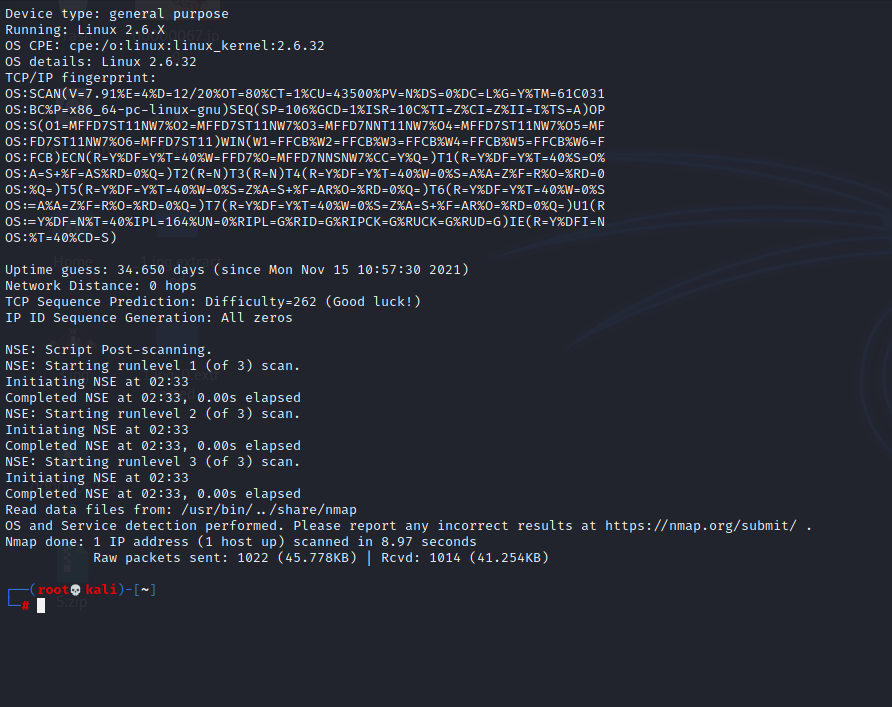 Device type: general purpose
Running: Linux 2.6.X
OS CPE: cpe:/o:linux:linux_kernel:2.6.32
OS details: Linux 2.6.32
TCP/IP fingerprint:
OS:SCAN(V=7.91%E=4%D=12/20%OT=80%CT=1%CU=43500%PV=N%DS=0%DC=L%G=Y%TM=61C031
OS:BC%P=x86_64-pc-linux-gnu)SEQ(SP=106%GCD=1%ISR=10C%TI=Z%CI=Z%II=I%TS=A)OP
OS:S(O1=MFFD7ST11NW7%O2=MFFD7ST11NW7%O3=MFFD7NNT11NW7%O4=MFFD7ST11NW7%O5=MF
OS:FD7ST11NW7%O6=MFFD7ST11)WIN(W1=FFCB%W2=FFCB%W3=FFCB%W4=FFCB%W5=FFCB%W6=F
OS:FCB)ECN(R=Y%DF=Y%T=40%W=FFD7%O=MFFD7NNSNW7%CC=Y%Q=)T1(R=Y%DF=Y%T=40%S=O%
OS:A=S+%F=AS%RD=0%Q=)T2(R=N)T3(R=N)T4(R=Y%DF=Y%T=40%W=0%S=A%A=Z%F=R%O=%RD=0
OS:%Q=)T5(R=Y%DF=Y%T=40%W=0%S=Z%A=S+%F=AR%O=%RD=0%Q=)T6(R=Y%DF=Y%T=40%W=0%S
OS:=A%A=Z%F=R%O=%RD=0%Q=)T7(R=Y%DF=Y%T=40%W=0%S=Z%A=S+%F=AR%O=%RD=0%Q=)U1(R
OS:=Y%DF=N%T=40%IPL=164%UN=0%RIPL=G%RID=G%RIPCK=G%RUCK=G%RUD=G)IE(R=Y%DFI=N
OS:%T=40%CD=S)
Uptime guess: 34.650 days (since Mon Nov 15 10:57:30 2021)
Network Distance: 0 hops
TCP Sequence Prediction: Difficulty=262 (Good luck!)
IP ID Sequence Generation: All zeros
NSE: Script Post-scanning.
NSE: Starting runlevel 1 (of 3) scan.
Initiating NSE at 02:33
Completed NSE at 02:33, 0.00s elapsed
NSE: Starting runlevel 2 (of 3) scan.
Initiating NSE at 02:33
Completed NSE at 02:33, 0.00s elapsed
NSE: Starting runlevel 3 (of 3) scan.
Initiating NSE at 02:33
Completed NSE at 02:33, 0.00s elapsed
Read data files from: /usr/bin/../share/nmap
OS and Service detection performed. Please report any incorrect results at https://nmap.org/submit/ .
Nmap done: 1 IP address (1 host up) scanned in 8.97 seconds
Raw packets sent: 1022 (45.778KB) | Rcvd: 1014 (41.254KB)
┌──(root💀kali)-[~]
└─#
5.zip